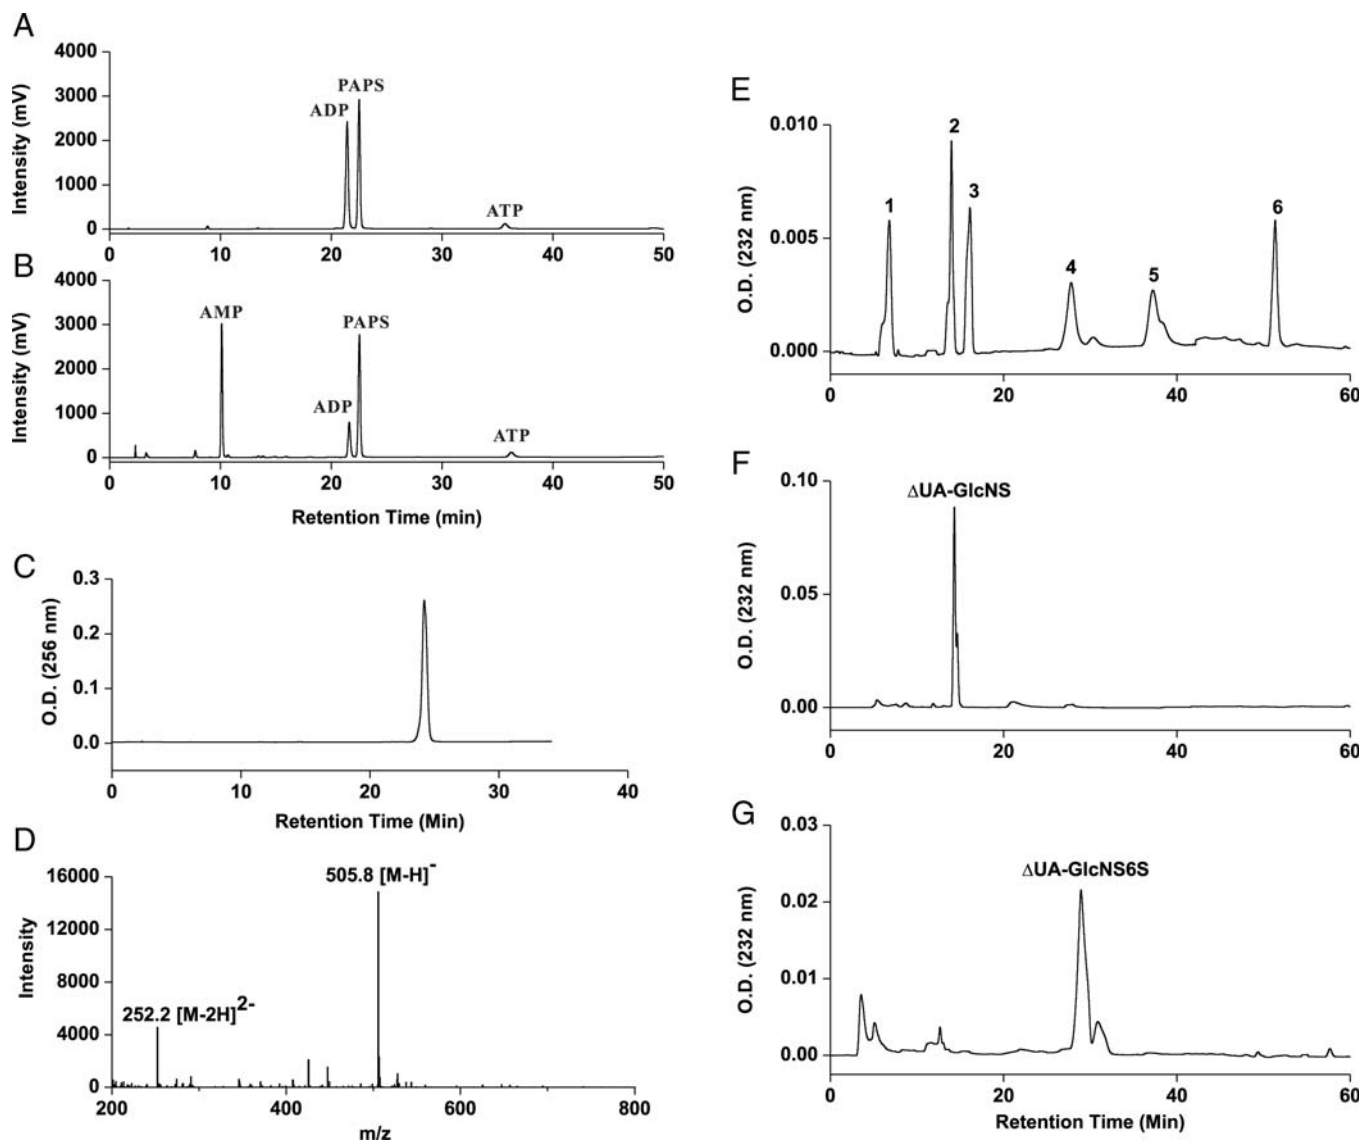 A
4000
3000
2000
1000
0
Intensity (mV)
ADP
PAPS
ATP
0 10 20 30 40 50
B
4000
3000
2000
1000
0
Intensity (mV)
AMP
ADP
PAPS
ATP
0 10 20 30 40 50
Retention Time (min)
C
0.3
0.2
0.1
0.0
O.D. (256 nm)
0 10 20 30 40
Retention Time (Min)
D
16000
12000
8000
4000
0
Intensity
252.2 [M-2H]2-
505.8 [M-H]-
200 400 600 800
m/z
E
0.010
0.005
0.000
O.D. (232 nm)
1 2 3 4 5 6
0 20 40 60
F
0.10
0.05
0.00
O.D. (232 nm)
ΔUA-GlcNS
0 20 40 60
G
0.03
0.02
0.01
0.00
O.D. (232 nm)
ΔUA-GlcNS6S
0 20 40 60
Retention Time (Min)